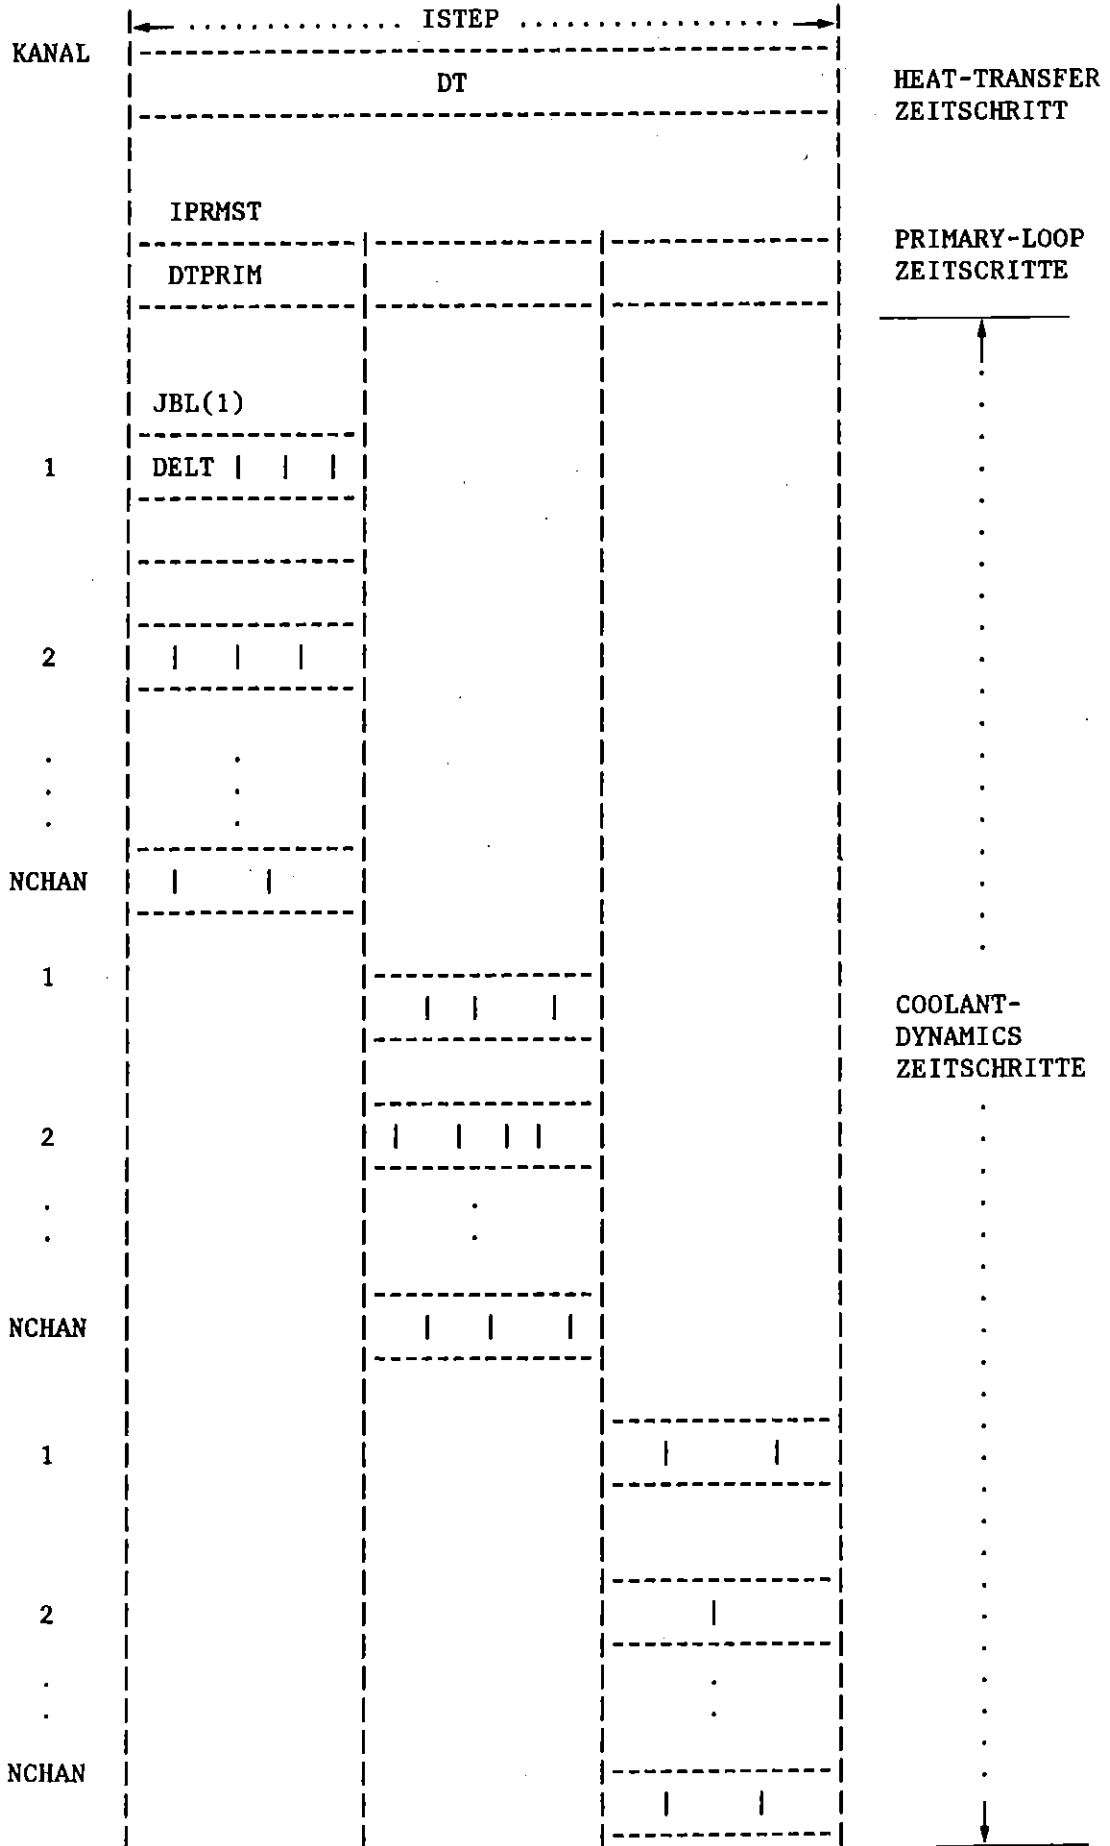 ISTEP
KANAL
DT
HEAT-TRANSFER
ZEITSCHRITT
IPRMST
DTPRIM
PRIMARY-LOOP
ZEITSCRITTE
JBL(1)
1 DELT
2
NCHAN
1
COOLANT-
DYNAMICS
ZEITSCHRITTE
2
NCHAN
1
2
NCHAN